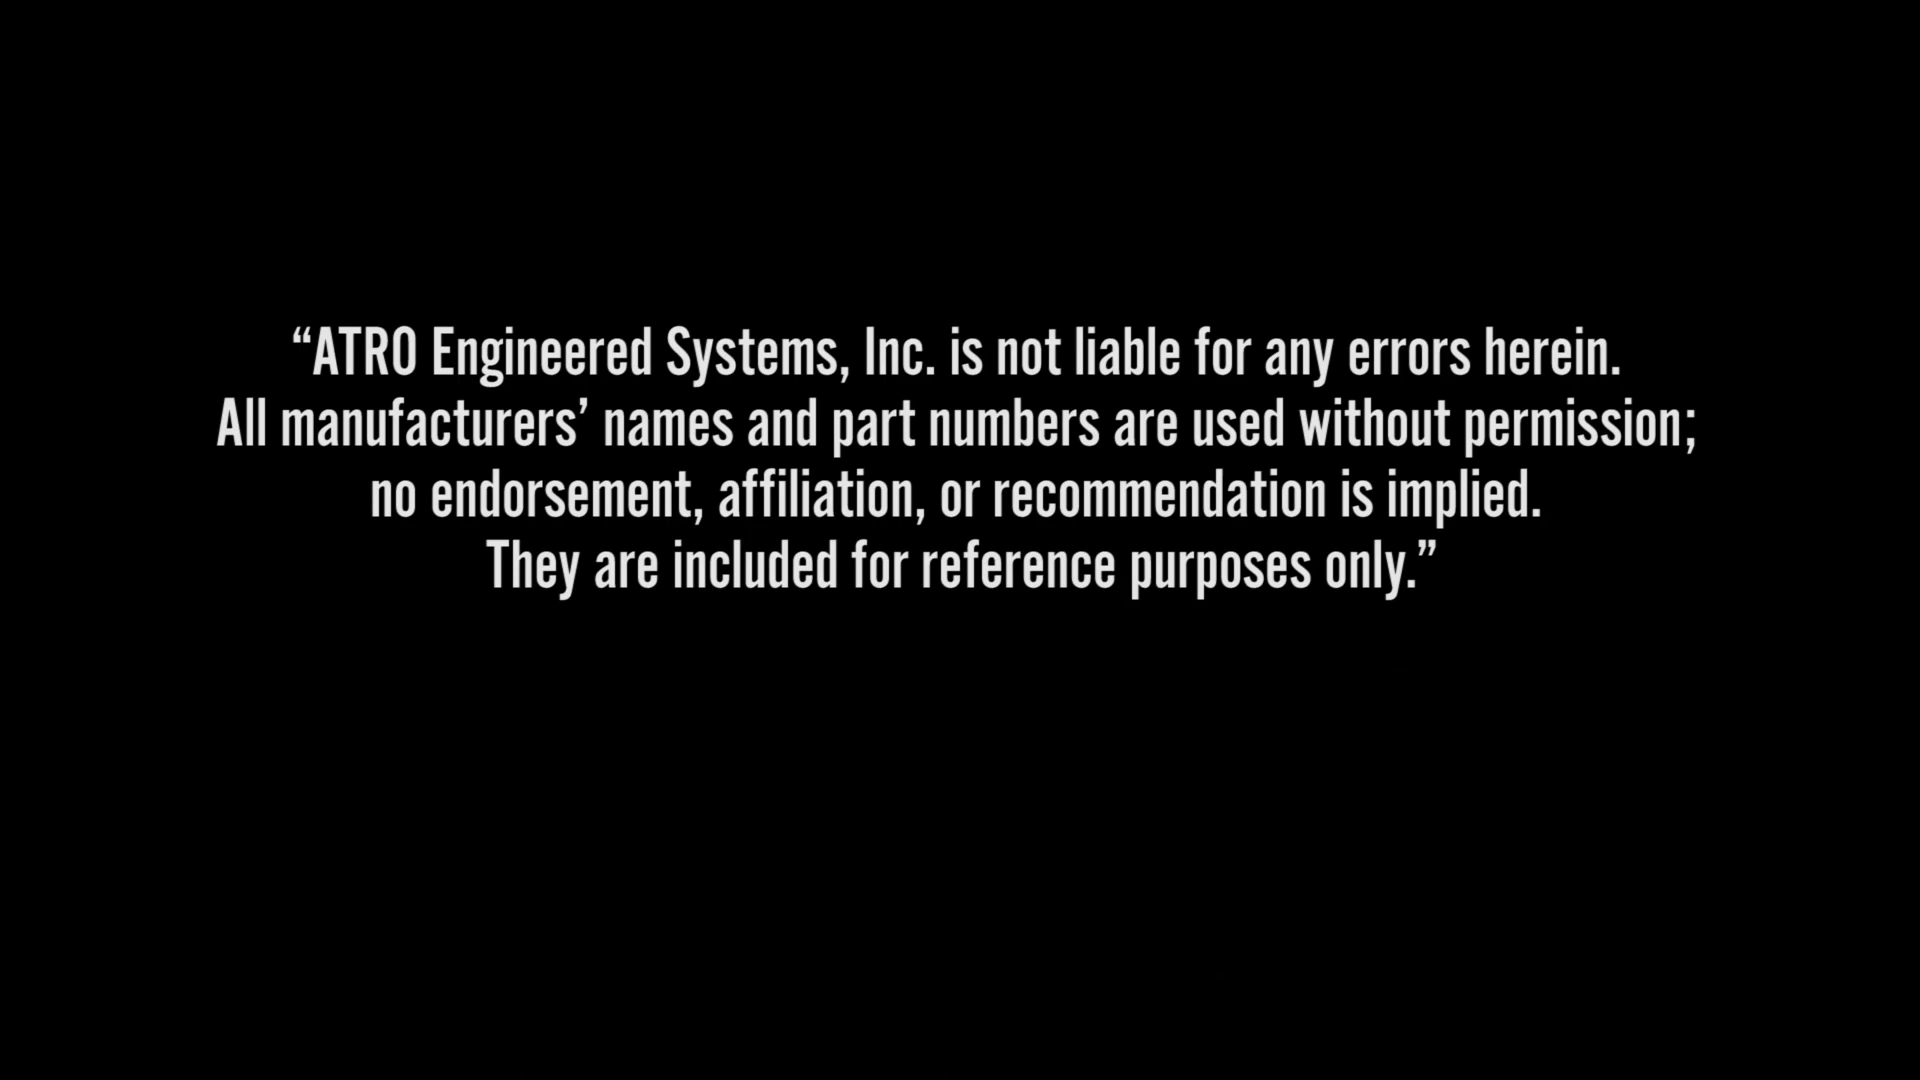 “ATRO Engineered Systems, Inc. is not liable for any errors herein.
All manufacturers’ names and part numbers are used without permission;
no endorsement, affiliation, or recommendation is implied.
They are included for reference purposes only.”